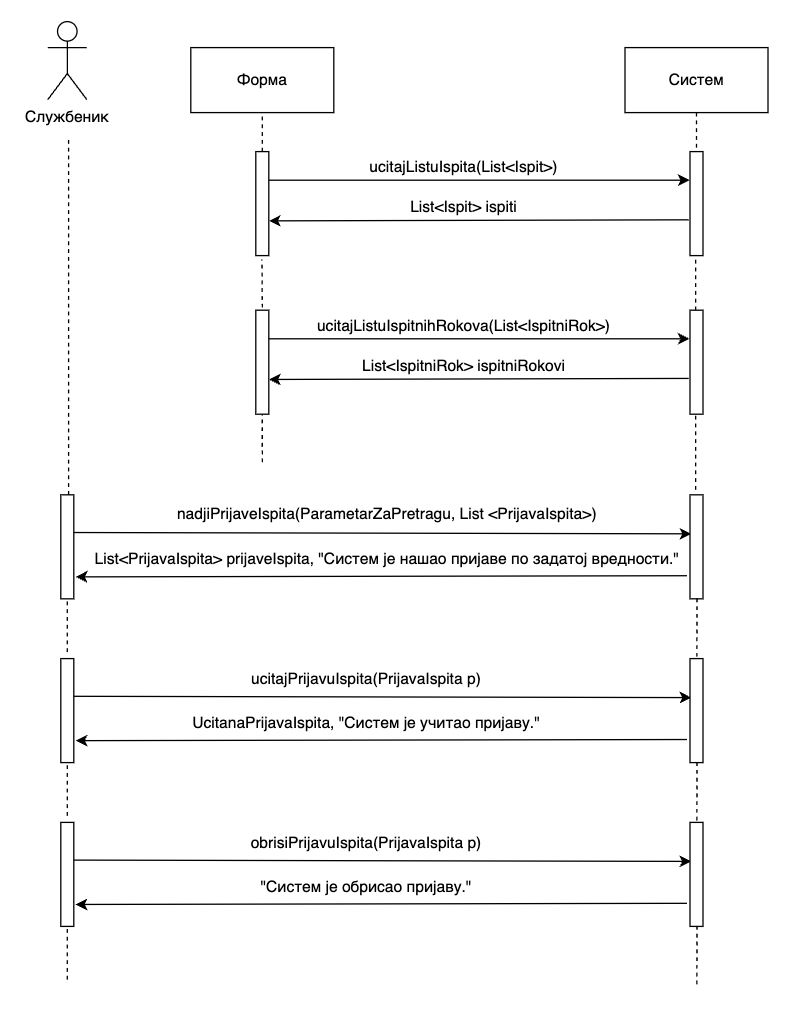 Службеник
Форма
Систем
ucitajListuIspita(List<Ispit>)
List<Ispit> ispiti
ucitajListuIspitnihRokova(List<IspitniRok>)
List<IspitniRok> ispitniRokovi
nadjiPrijaveIspita(ParametarZaPretragu, List <PrijavaIspita>)
List<PrijavaIspita> prijaveIspita, "Систем је нашао пријаве по задатој вредности."
ucitajPrijavuIspita(PrijavaIspita p)
UcitanaPrijavaIspita, "Систем је учитао пријаву."
obrisiPrijavuIspita(PrijavaIspita p)
"Систем је обрисао пријаву."